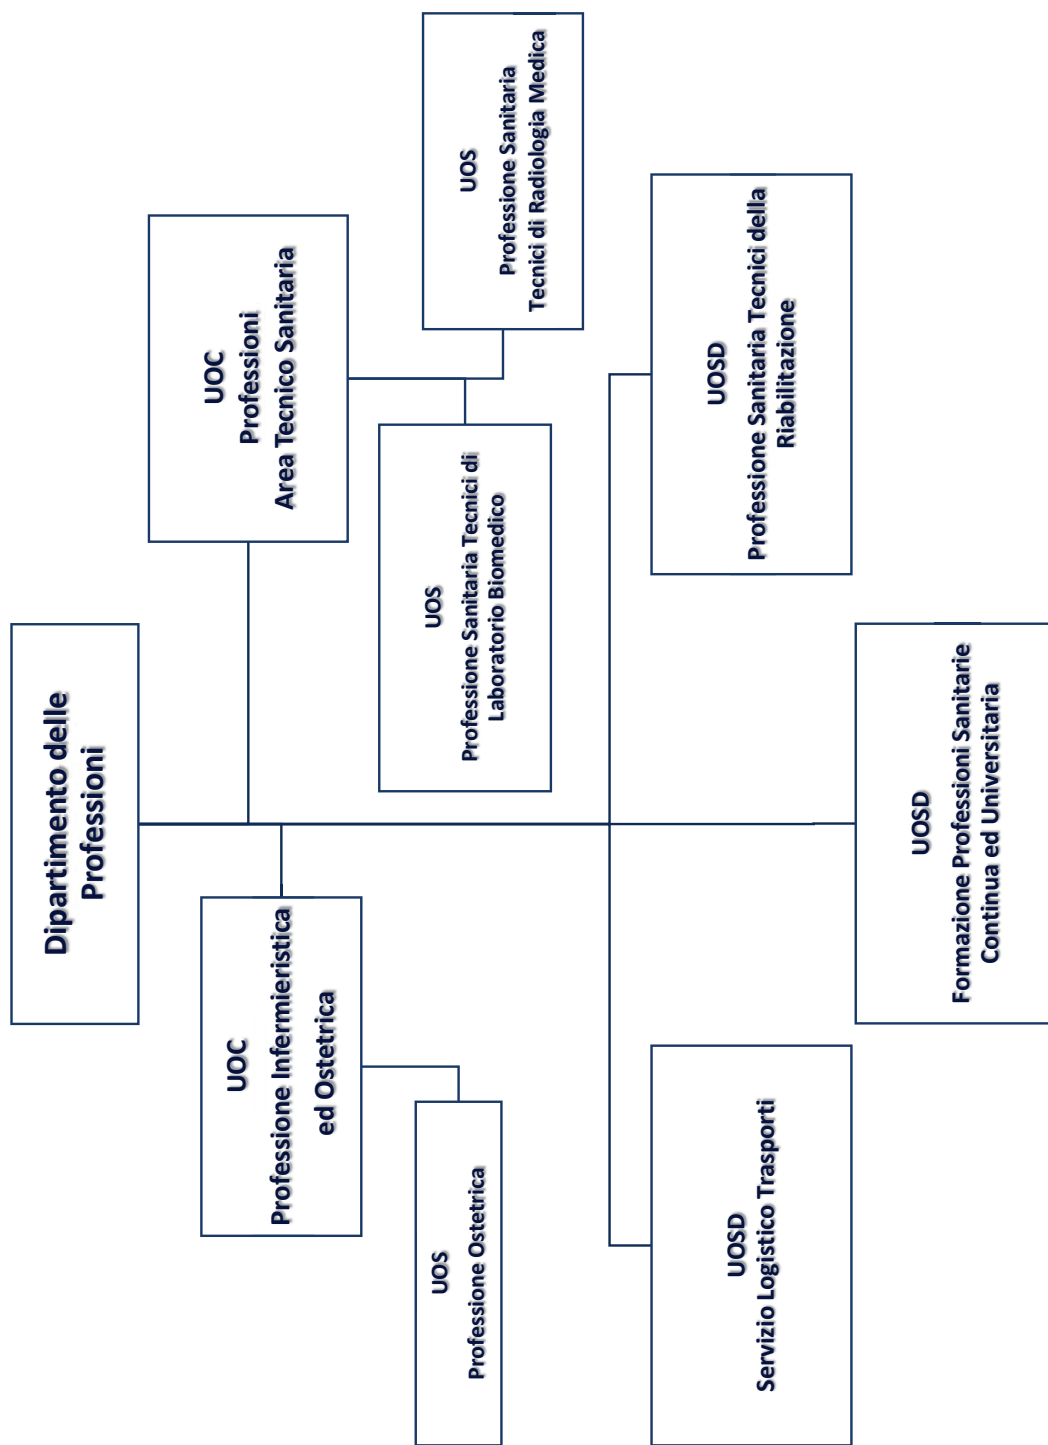 Dipartimento delle
Professioni
UOC
Professione Infermieristica
ed Ostetrica
UOC
Professioni
Area Tecnico Sanitaria
UOS
Professione Ostetrica
UOS
Professione Sanitaria Tecnici di
Laboratorio Biomedico
UOS
Professione Sanitaria
Tecnici di Radiologia Medica
UOSD
Servizio Logistico Trasporti
UOSD
Professione Sanitaria Tecnici della
Riabilitazione
UOSD
Formazione Professioni Sanitarie
Continua ed Universitaria